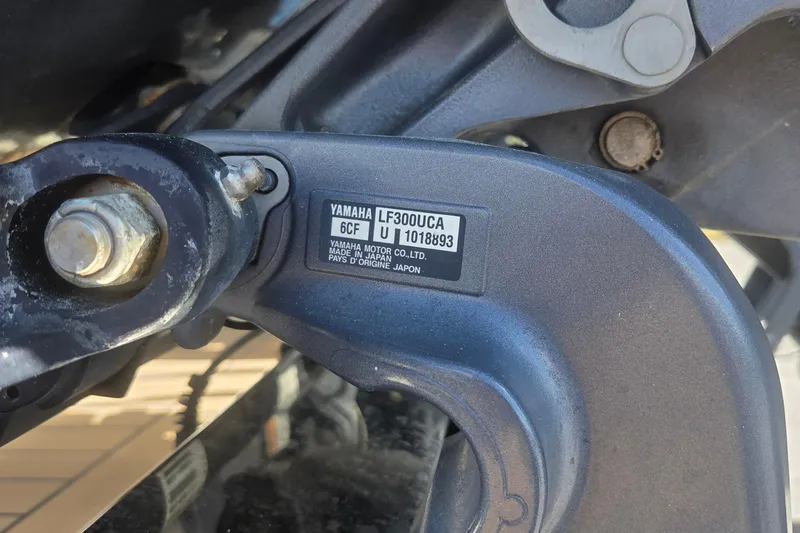 YAMAHA LF300UCA
6CF U 1018893
YAMAHA MOTOR CO.,LTD.
MADE IN JAPAN
PAYS D'ORIGINE JAPON